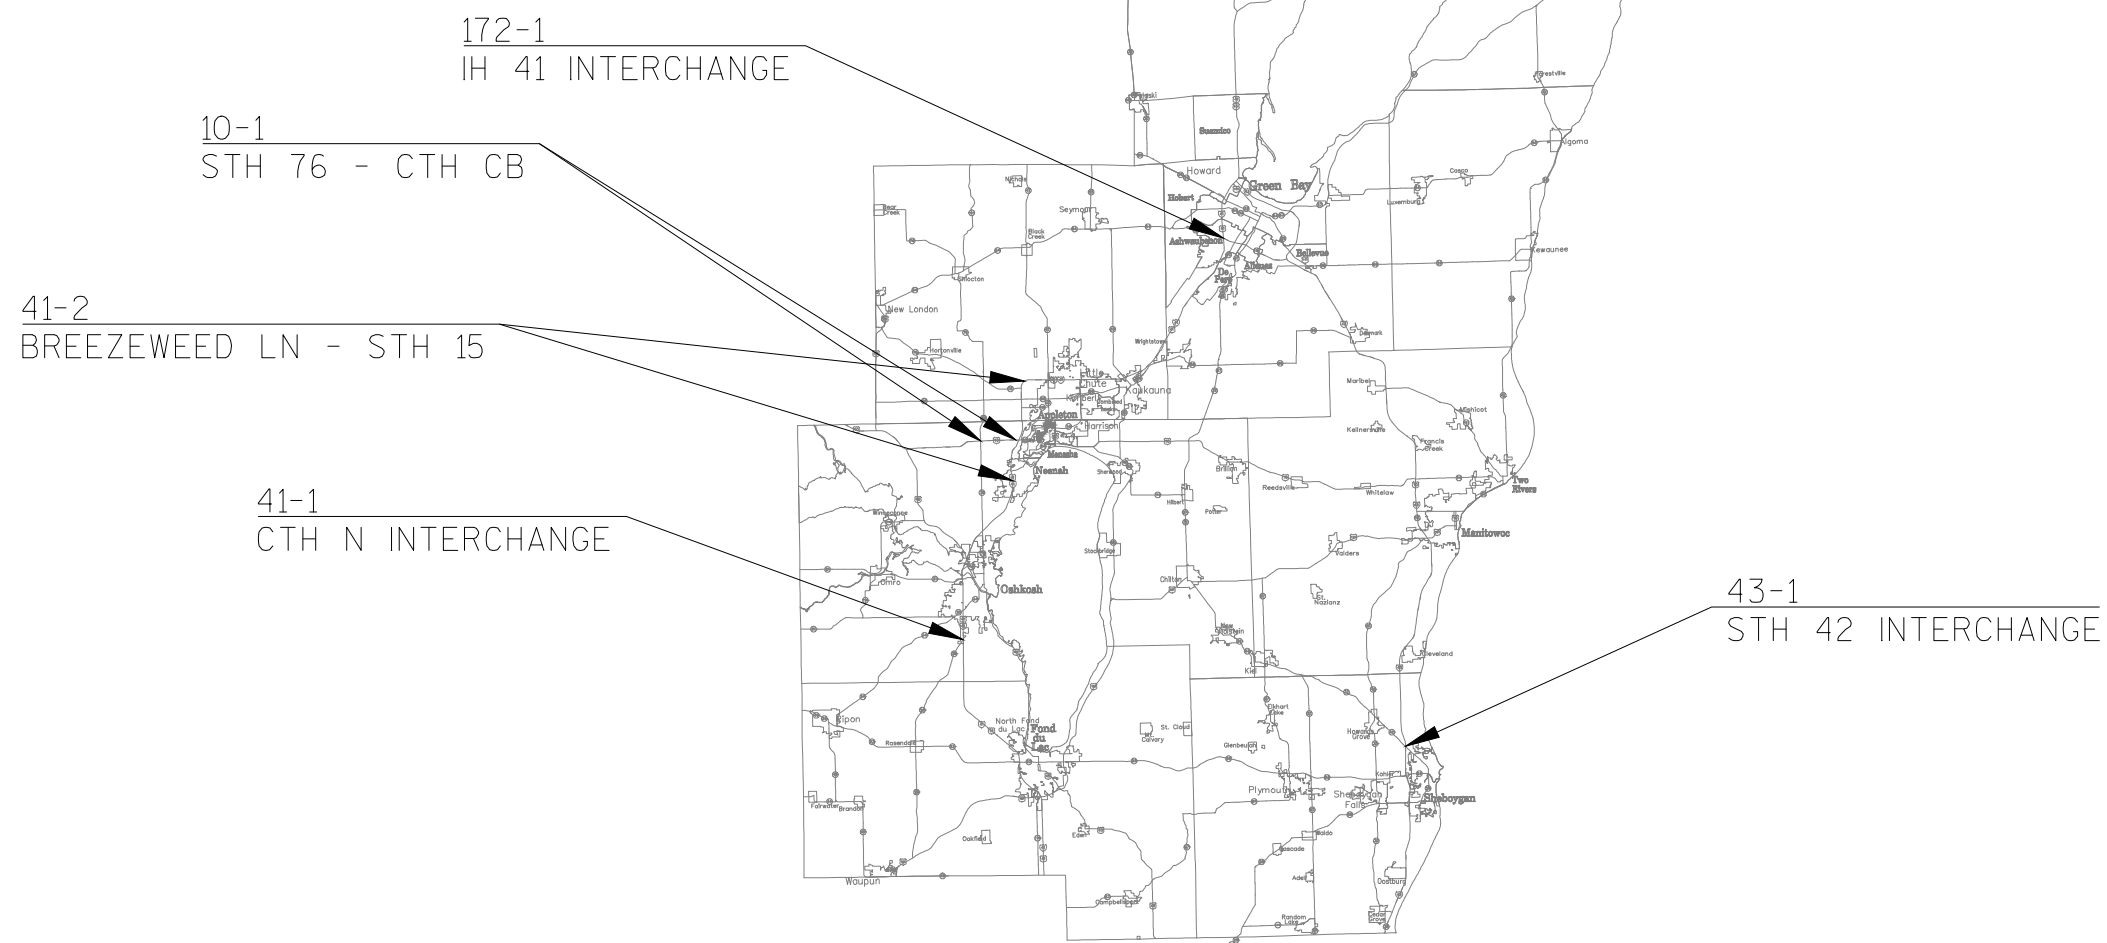 172-1
IH 41 INTERCHANGE
10-1
STH 76 - CTH CB
41-2
BREEZEWEED LN - STH 15
41-1
CTH N INTERCHANGE
43-1
STH 42 INTERCHANGE
Suamico
Algoma
Howard
Casco
Nichols
Green Bay
Hobart
Luxemburg
Bear
Creek
Seymour
Black
Creek
Ashwaubenon
Kewaunee
Bellevue
Allouez
De
Pere
Shiocton
New London
Denmark
Wrightstown
Hortonville
Little
Chute
Kaukauna
Maribel
Appleton
Mishicot
Harrison
Kellnersville
Francis
Creek
Menasha
Neenah
Sherwood
Brillion
Reedsville
Whitelaw
Two
Rivers
Hilbert
Potter
Winneconne
Manitowoc
Stockbridge
Valders
Omro
Chilton
Oshkosh
St.
Nazianz
New
Holstein
Cleveland
Kiel
Elkhart
Lake
Ripon
North Fond
du Lac
Fond
du
Lac
St. Cloud
Mt.
Calvary
Howards
Grove
Rosendale
Glenbeulah
Kohler
Plymouth
Sheboygan
Falls
Sheboygan
Fairwater
Brandon
Oakfield
Eden
Waldo
Cascade
Waupun
Adell
Oostburg
Campbellsport
Random
Lake
Cedar
Grove